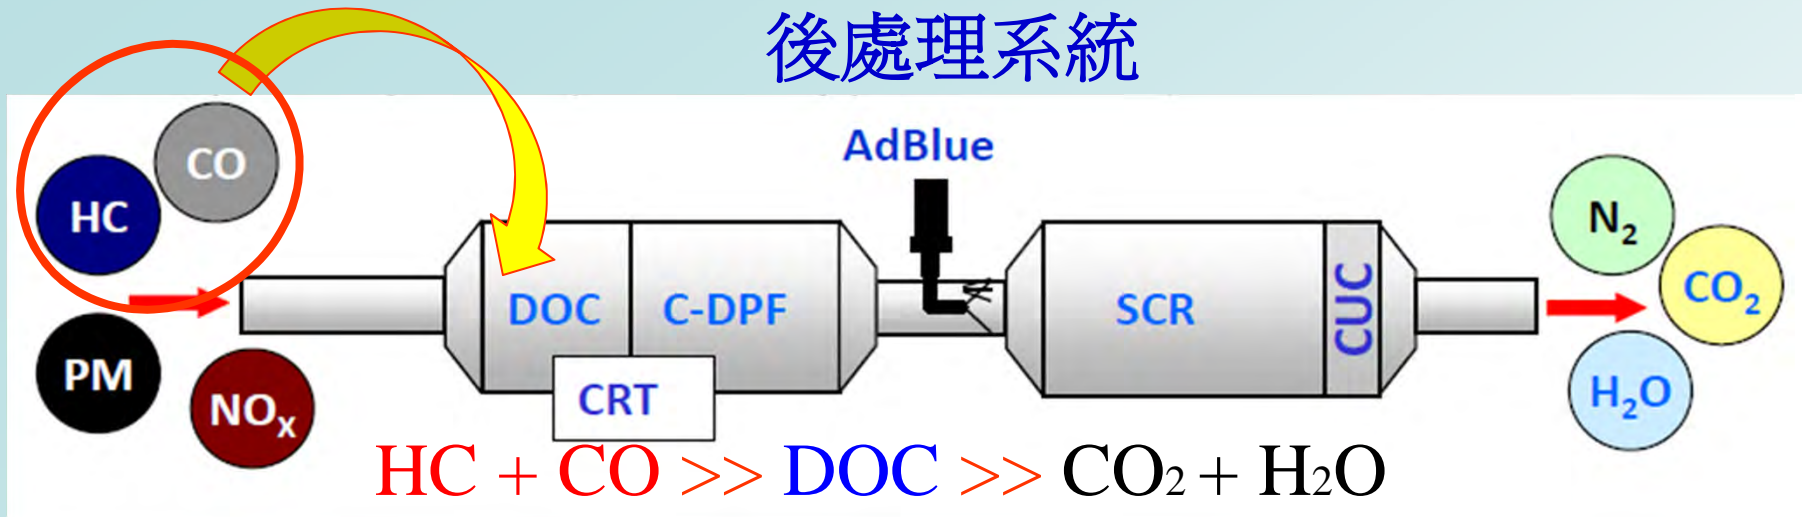 後處理系統
AdBlue
CO
HC
N2
CO2
DOC
C-DPF
SCR
CUC
PM
NOX
CRT
H2O
HC + CO >> DOC >> CO2 + H2O